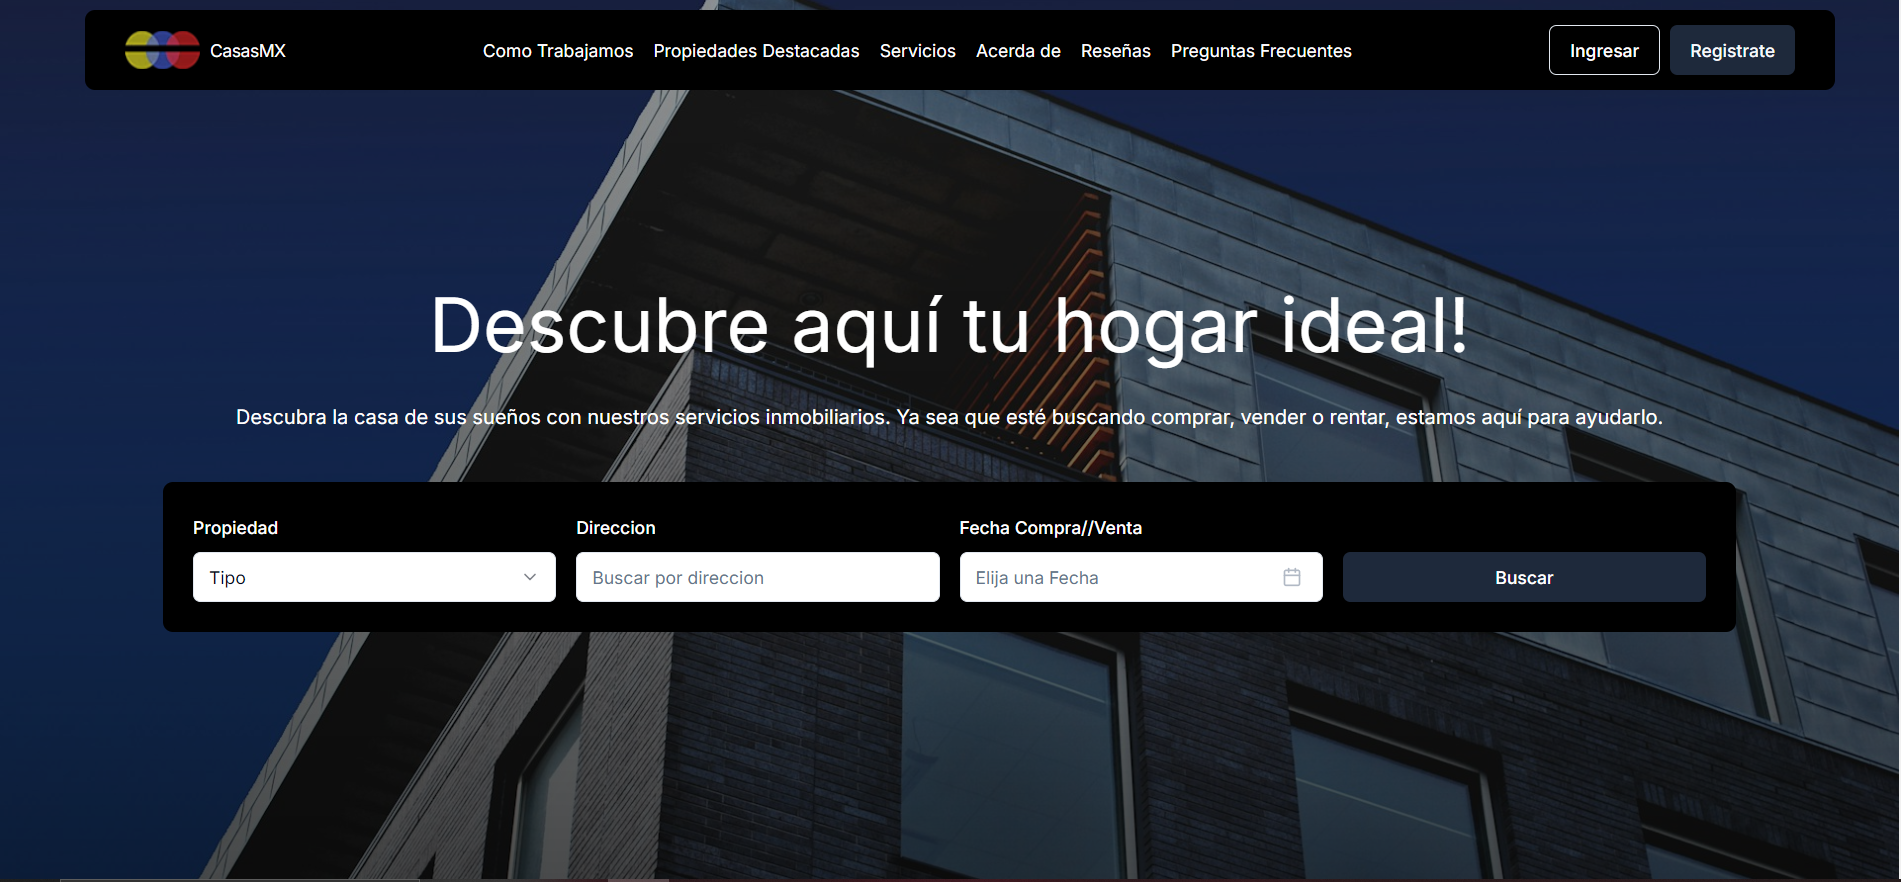 CasasMX
Como Trabajamos Propiedades Destacadas Servicios Acerda de Reseñas Preguntas Frecuentes
Ingresar Registrate
Descubre aquí tu hogar ideal!
Descubra la casa de sus sueños con nuestros servicios inmobiliarios. Ya sea que esté buscando comprar, vender o rentar, estamos aquí para ayudarlo.
Propiedad Direccion Fecha Compra//Venta
Tipo Buscar por direccion Elija una Fecha Buscar